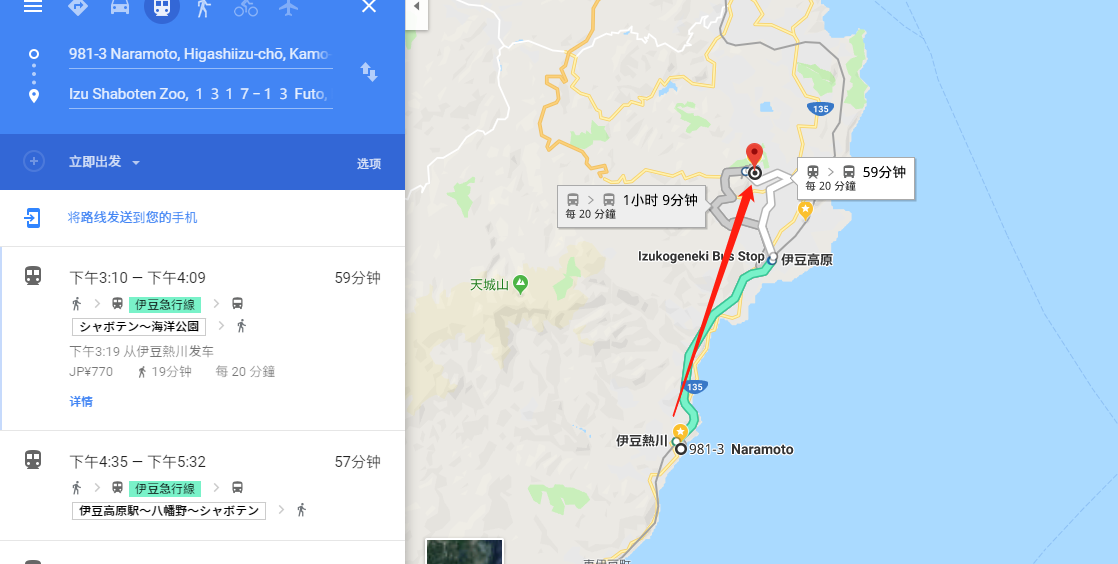 981-3 Naramoto, Higashiizu-chō, Kamo-
Izu Shaboten Zoo, １３１７−１３ Futo,
立即出发
选项
将路线发送到您的手机
下午3:10 — 下午4:09
59分钟
伊豆急行線
シャボテン～海洋公園
下午3:19 从伊豆熱川发车
JP¥770
19分钟
每 20 分鐘
详情
下午4:35 — 下午5:32
57分钟
伊豆急行線
伊豆高原駅～八幡野～シャボテン
135
59分钟
每 20 分鐘
1小时 9分钟
每 20 分鐘
Izukogeneki Bus Stop
伊豆高原
天城山
135
伊豆熱川
981-3 Naramoto